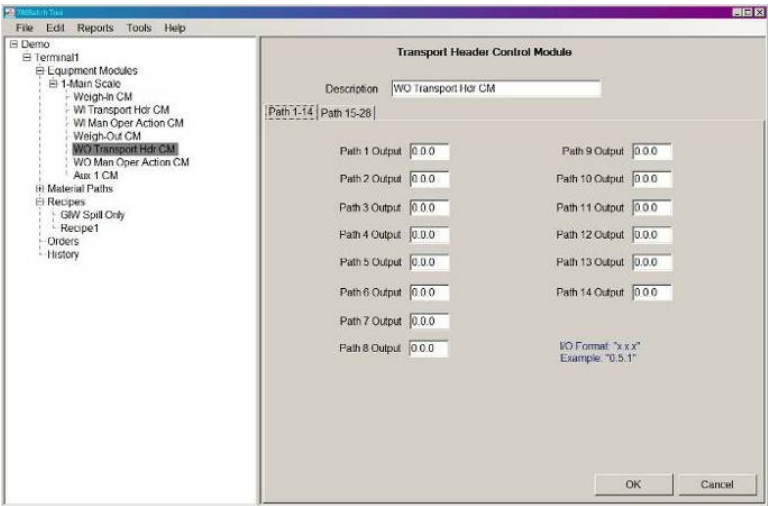 780Batch Tool
File Edit Reports Tools Help
Demo
Terminal1
Equipment Modules
1-Main Scale
Weigh-In CM
WI Transport Hdr CM
WI Man Oper Action CM
Weigh-Out CM
WO Transport Hdr CM
WO Man Oper Action CM
Aux 1 CM
Material Paths
Recipes
GIW Spill Only
Recipe1
Orders
History
Transport Header Control Module
Description WO Transport Hdr CM
Path 1-14 Path 15-28
Path 1 Output 0.0.0 Path 9 Output 0.0.0
Path 2 Output 0.0.0 Path 10 Output 0.0.0
Path 3 Output 0.0.0 Path 11 Output 0.0.0
Path 4 Output 0.0.0 Path 12 Output 0.0.0
Path 5 Output 0.0.0 Path 13 Output 0.0.0
Path 6 Output 0.0.0 Path 14 Output 0.0.0
Path 7 Output 0.0.0
Path 8 Output 0.0.0
I/O Format: "x.x.x"
Example: "0.5.1"
OK Cancel